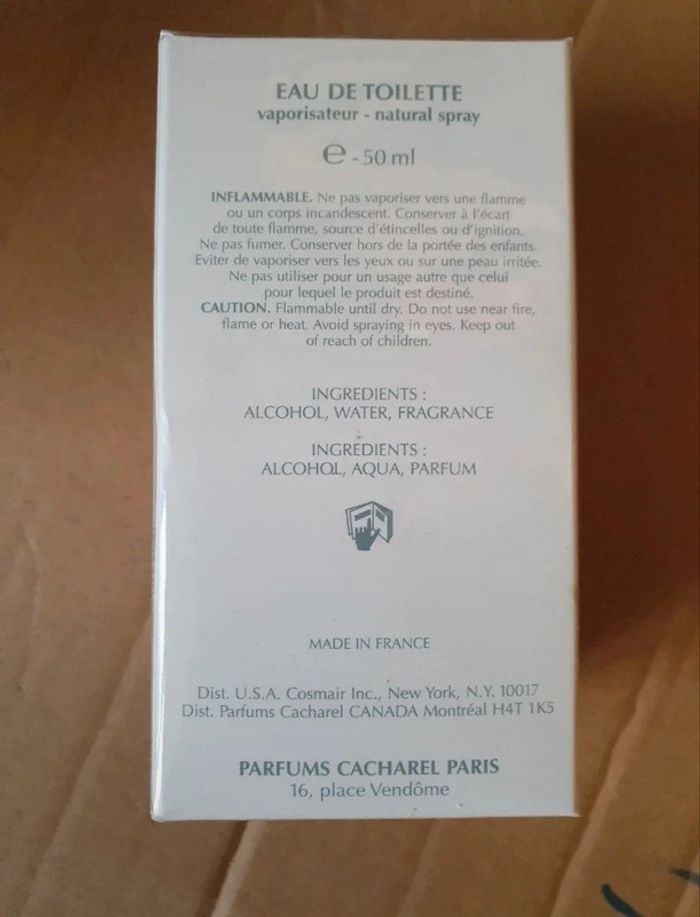 EAU DE TOILETTE
vaporisateur - natural spray
℮ - 50 ml
INFLAMMABLE. Ne pas vaporiser vers une flamme
ou un corps incandescent. Conserver à l'écart
de toute flamme, source d'étincelles ou d'ignition.
Ne pas fumer. Conserver hors de la portée des enfants.
Eviter de vaporiser vers les yeux ou sur une peau irritée.
Ne pas utiliser pour un usage autre que celui
pour lequel le produit est destiné.
CAUTION. Flammable until dry. Do not use near fire,
flame or heat. Avoid spraying in eyes. Keep out
of reach of children.
INGREDIENTS :
ALCOHOL, WATER, FRAGRANCE
INGREDIENTS :
ALCOHOL, AQUA, PARFUM
MADE IN FRANCE
Dist. U.S.A. Cosmair Inc., New York, N.Y. 10017
Dist. Parfums Cacharel CANADA Montréal H4T 1K5
PARFUMS CACHAREL PARIS
16, place Vendôme